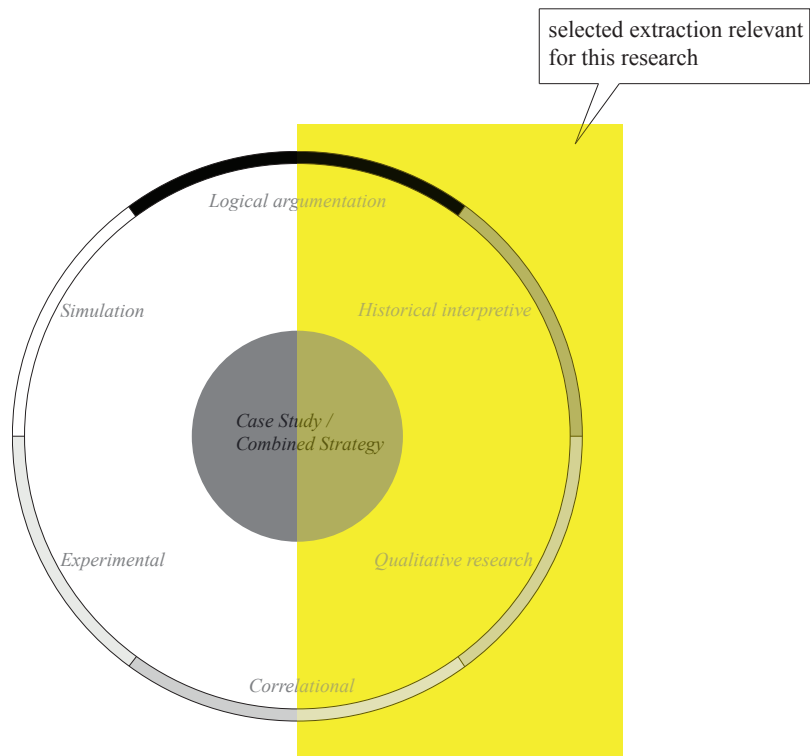 selected extraction relevant
for this research
Logical argumentation
Simulation
Historical interpretive
Case Study /
Combined Strategy
Experimental
Qualitative research
Correlational